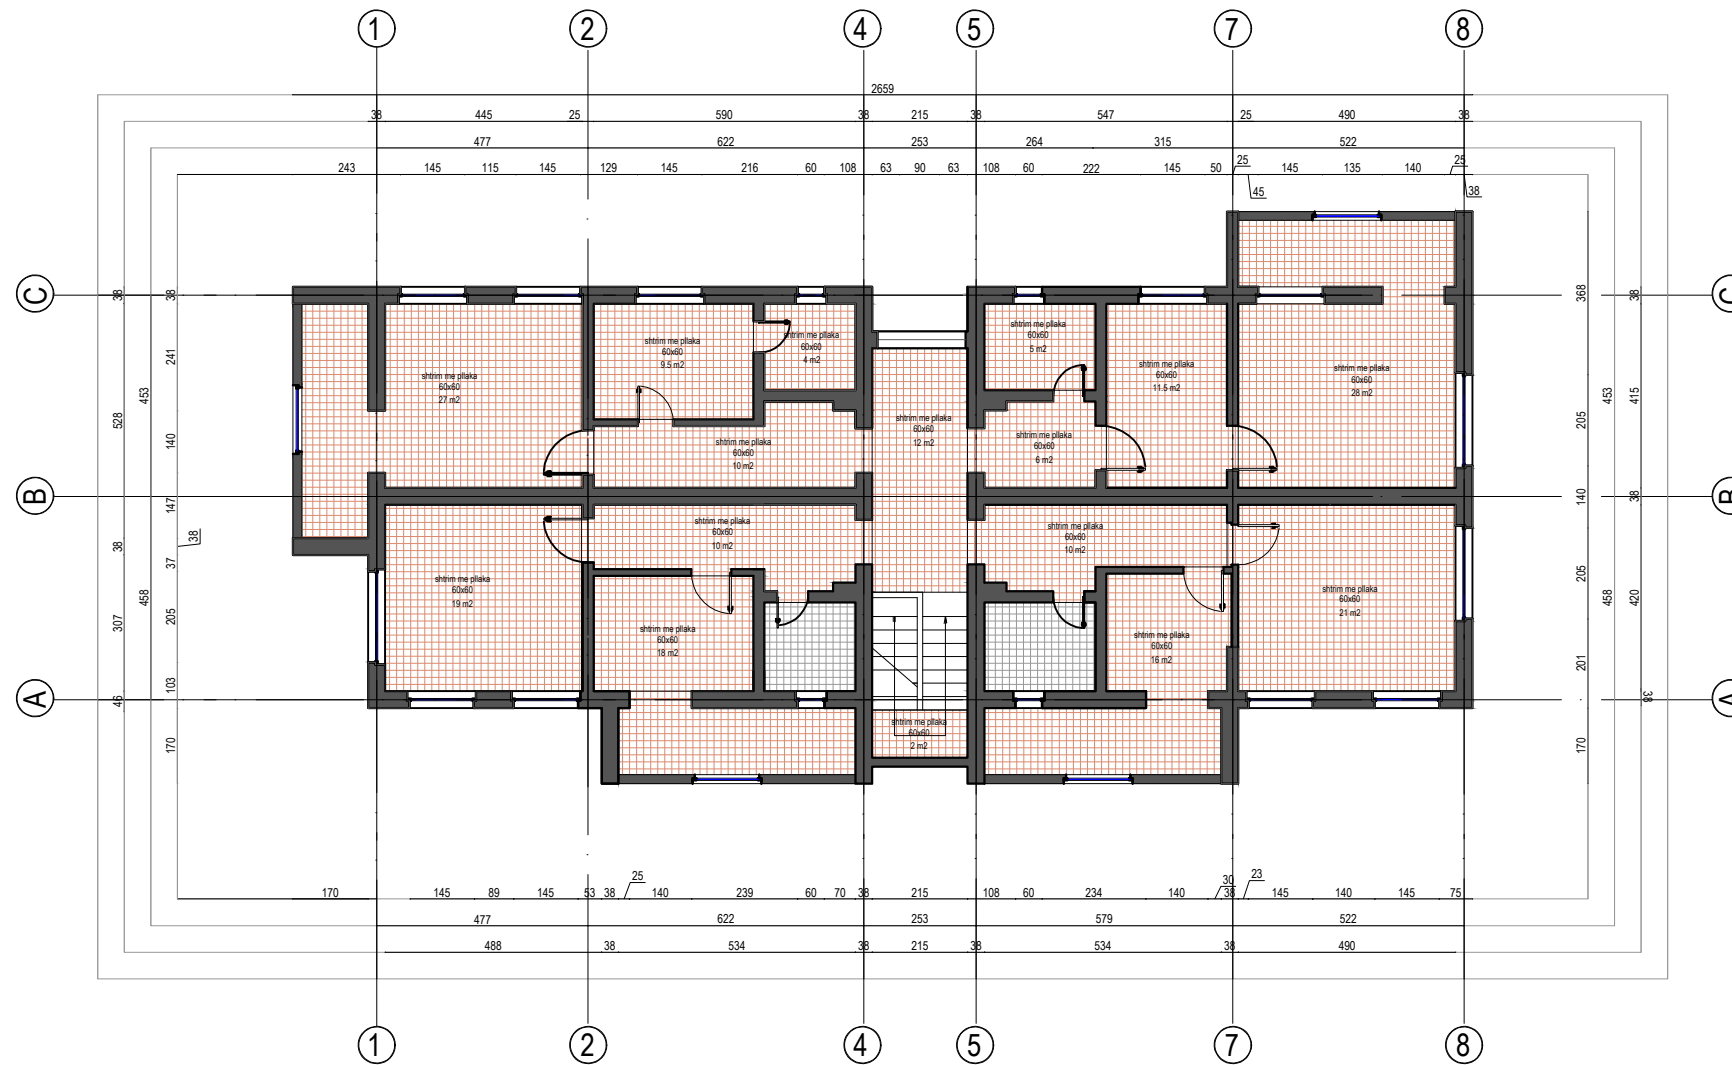 1 2 4 5 7 8
2659
38 445 25 590 38 215 38 547 25 490 38
477 622 253 264 315 522
243 145 115 145 129 145 216 60 108 63 90 63 108 60 222 145 50 25 145 135 140 25
45 38
C C
B B
A A
38 528 38 307 46
453 458
38 241 140 147 37 205 103 170
38
368 205 140 205 201 170
453 458
38 415 38 420 38
shtrim me pllaka
60x60
27 m2
shtrim me pllaka
60x60
9.5 m2
shtrim me pllaka
60x60
4 m2
shtrim me pllaka
60x60
10 m2
shtrim me pllaka
60x60
12 m2
shtrim me pllaka
60x60
5 m2
shtrim me pllaka
60x60
6 m2
shtrim me pllaka
60x60
11.5 m2
shtrim me pllaka
60x60
28 m2
shtrim me pllaka
60x60
19 m2
shtrim me pllaka
60x60
10 m2
shtrim me pllaka
60x60
18 m2
shtrim me pllaka
60x60
2 m2
shtrim me pllaka
60x60
10 m2
shtrim me pllaka
60x60
16 m2
shtrim me pllaka
60x60
21 m2
25 30 23
170 145 89 145 53 38 140 239 60 70 38 215 108 60 234 140 38 145 140 145 75
477 622 253 579 522
488 38 534 38 215 38 534 38 490
1 2 4 5 7 8